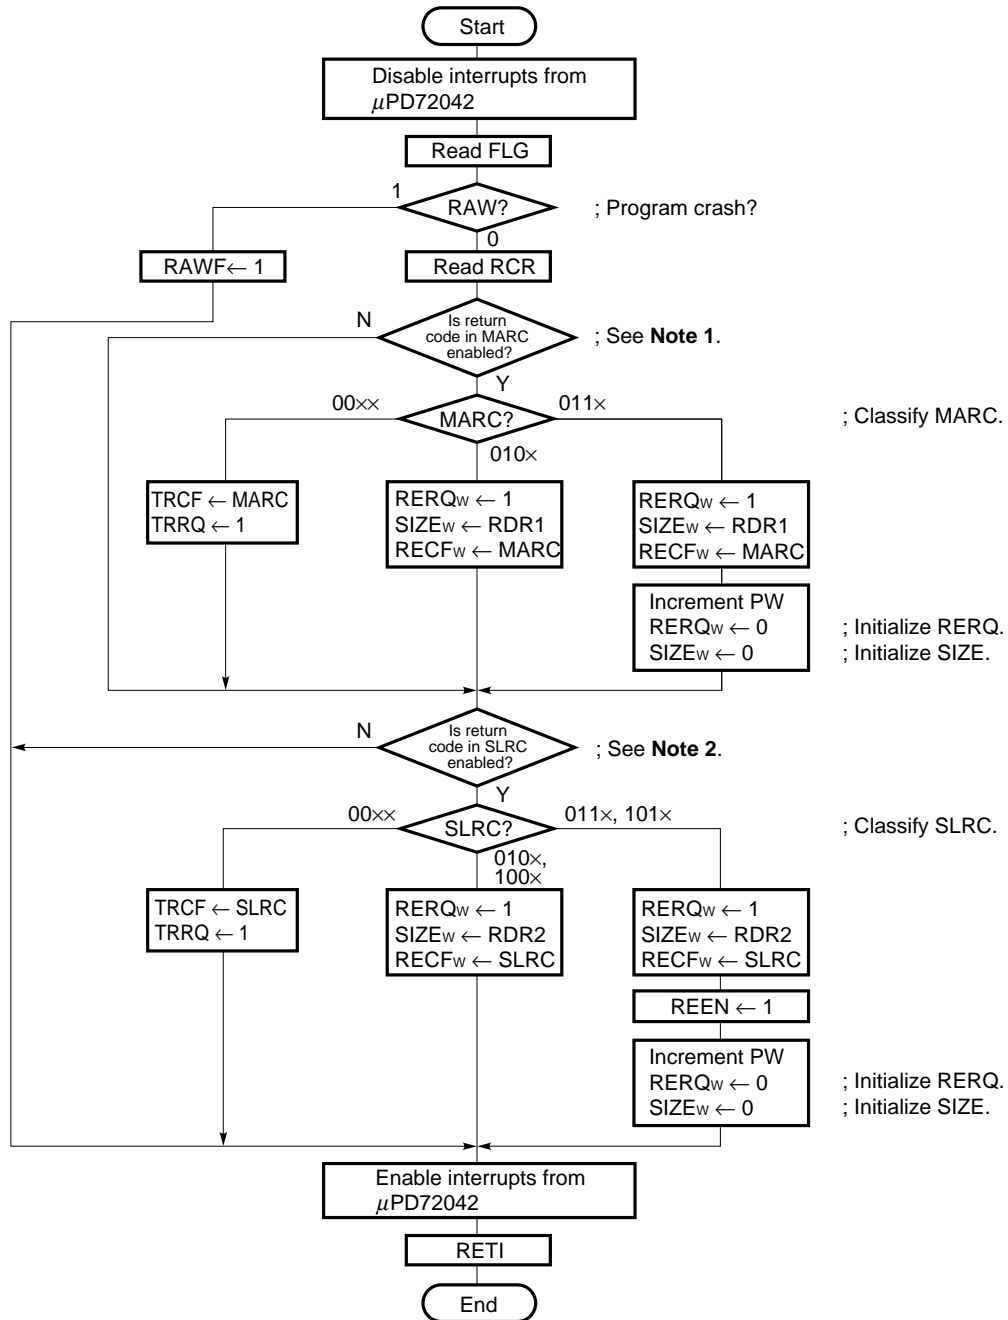 Start
Disable interrupts from
μPD72042
Read FLG
1
RAW?
; Program crash?
0
RAWF← 1
Read RCR
N
Is return
code in MARC
enabled?
; See Note 1.
Y
00××
MARC?
011×
; Classify MARC.
010×
TRCF ← MARC
TRRQ ← 1
RERQW ← 1
SIZEW ← RDR1
RECFW ← MARC
RERQW ← 1
SIZEW ← RDR1
RECFW ← MARC
Increment PW
RERQW ← 0
; Initialize RERQ.
SIZEW ← 0
; Initialize SIZE.
N
Is return
code in SLRC
enabled?
; See Note 2.
Y
00××
SLRC?
011×, 101×
; Classify SLRC.
010×,
100×
TRCF ← SLRC
TRRQ ← 1
RERQW ← 1
SIZEW ← RDR2
RECFW ← SLRC
RERQW ← 1
SIZEW ← RDR2
RECFW ← SLRC
REEN ← 1
Increment PW
RERQW ← 0
; Initialize RERQ.
SIZEW ← 0
; Initialize SIZE.
Enable interrupts from
μPD72042
RETI
End